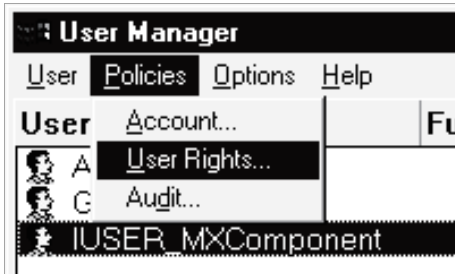 User Manager
User Policies Options Help
User Fu
Account...
A User Rights...
G Audit...
IUSER_MXComponent